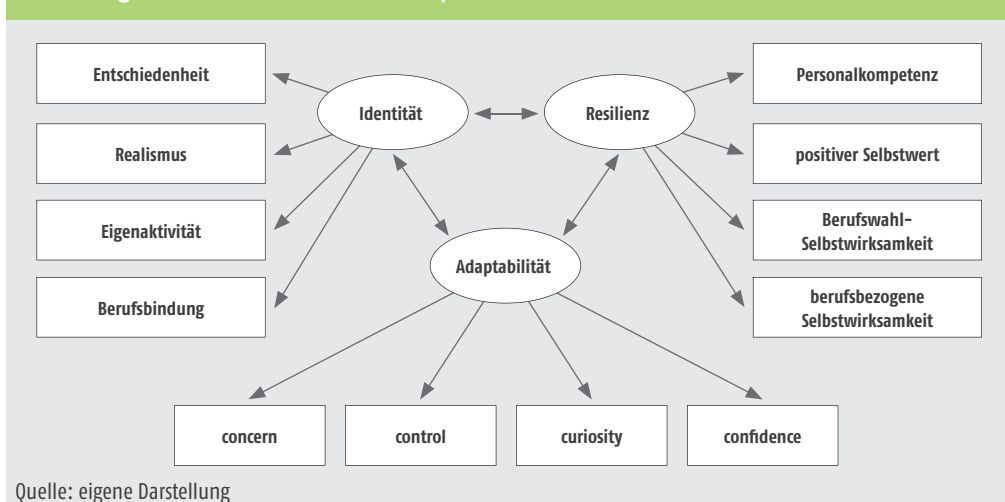 Entschiedenheit
Realismus
Eigenaktivität
Berufsbindung
Identität
Resilienz
Adaptabilität
Personalkompetenz
positiver Selbstwert
Berufswahl-
Selbstwirksamkeit
berufsbezogene
Selbstwirksamkeit
concern
control
curiosity
confidence
Quelle: eigene Darstellung